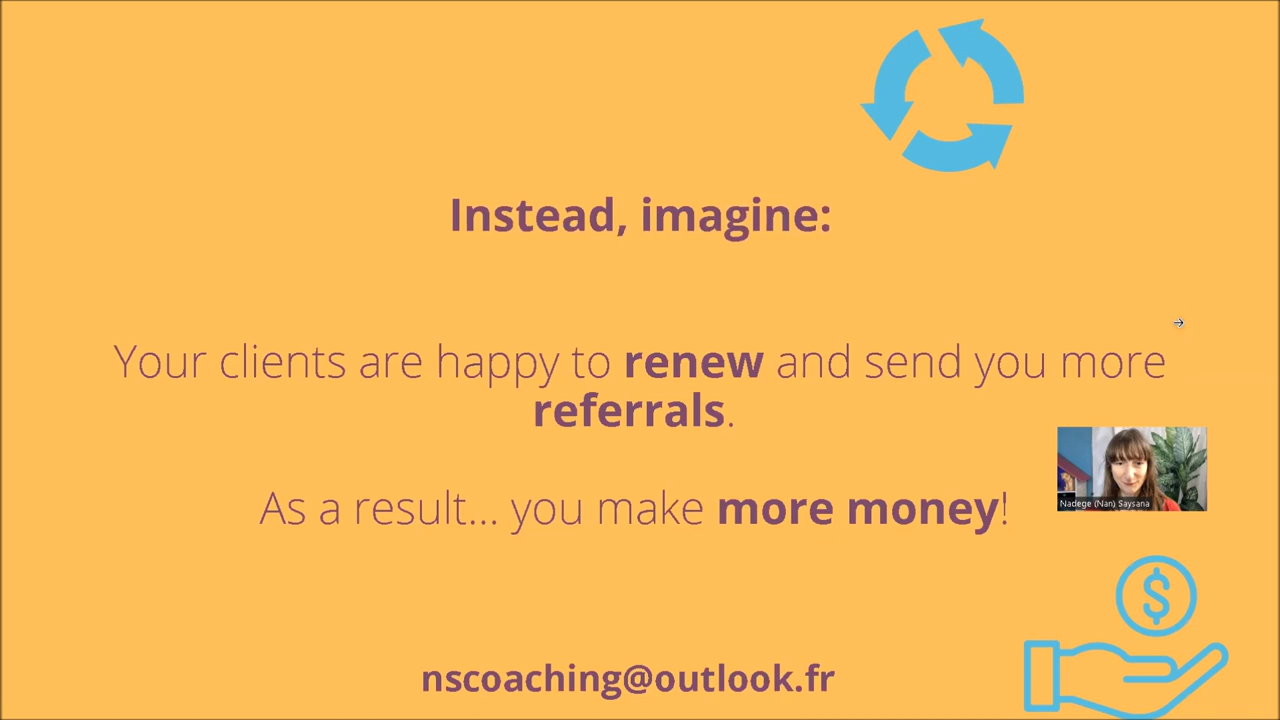 Instead, imagine:
Your clients are happy to renew and send you more
referrals.
As a result... you make more money!
Nadege (Nan) Saysana
$
nscoaching@outlook.fr